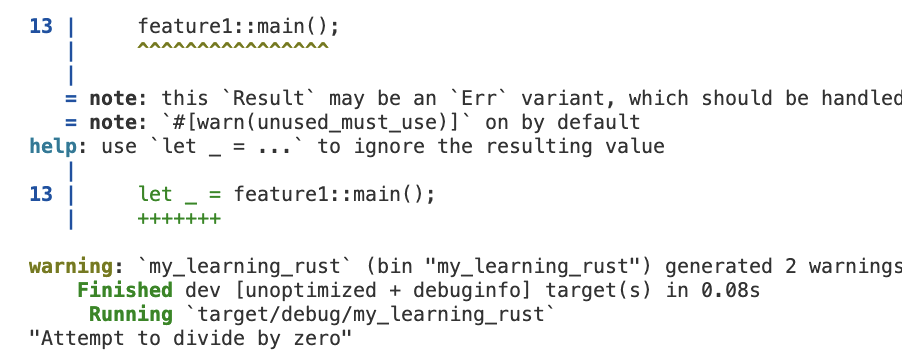 13 |     feature1::main();
   |     ^^^^^^^^^^^^^^^^
   |
   = note: this `Result` may be an `Err` variant, which should be handled
   = note: `#[warn(unused_must_use)]` on by default
help: use `let _ = ...` to ignore the resulting value
   |
13 |     let _ = feature1::main();
   |     +++++++
warning: `my_learning_rust` (bin "my_learning_rust") generated 2 warnings
    Finished dev [unoptimized + debuginfo] target(s) in 0.08s
     Running `target/debug/my_learning_rust`
"Attempt to divide by zero"